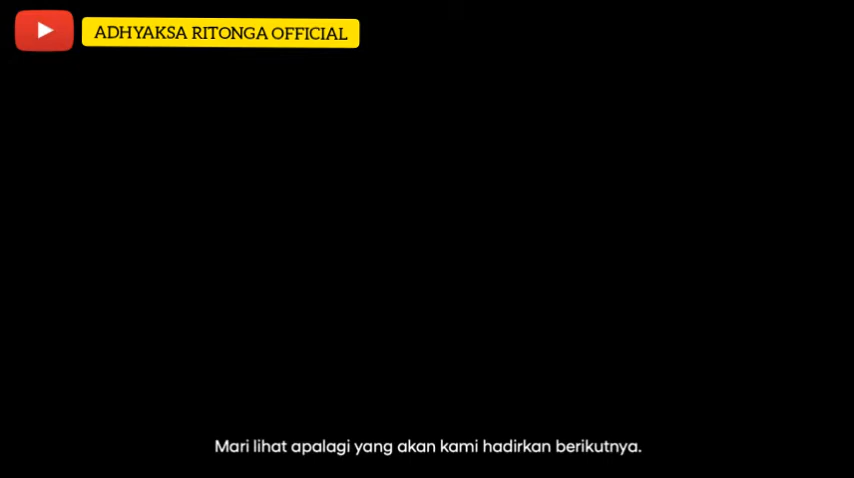 ADHYAKSA RITONGA OFFICIAL
Mari lihat apalagi yang akan kami hadirkan berikutnya.